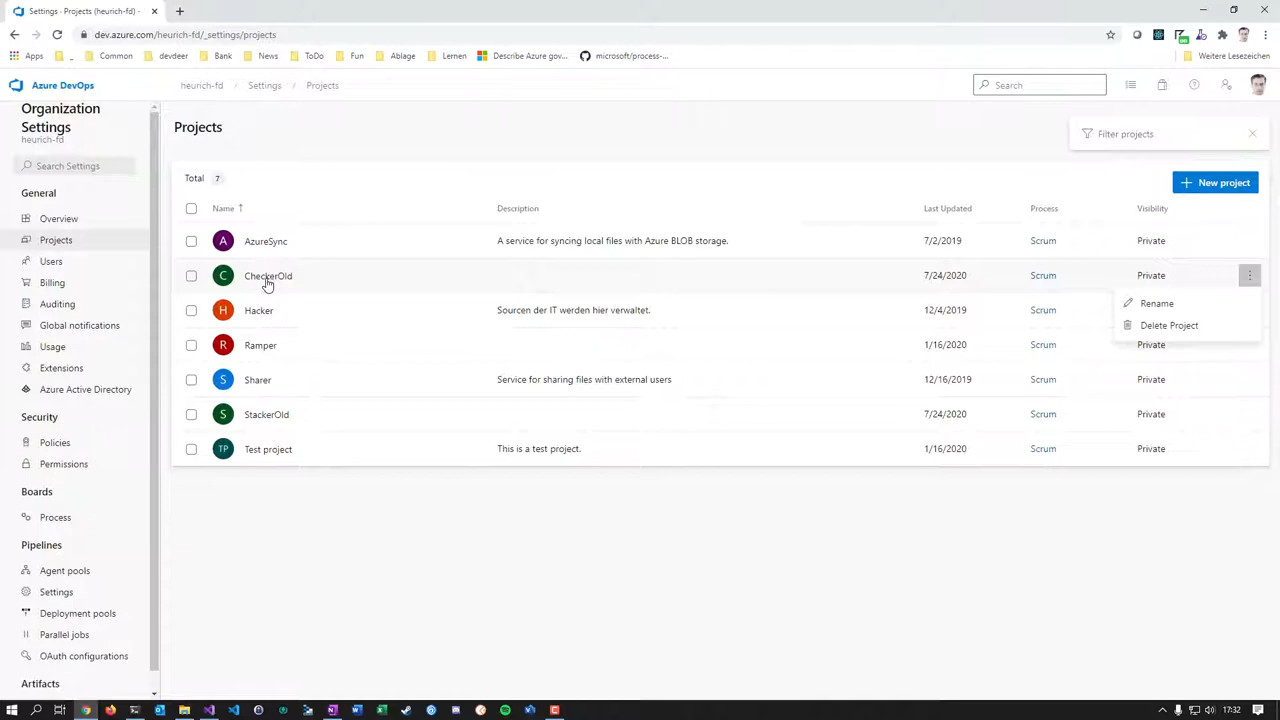 Settings - Projects (heurich-fd) -
dev.azure.com/heurich-fd/_settings/projects
Apps
_
Common
devdeer
Bank
News
ToDo
Fun
Ablage
Lernen
Describe Azure gov...
microsoft/process-...
Weitere Lesezeichen
Azure DevOps
heurich-fd / Settings / Projects
Search
Organization
Settings
heurich-fd
Search Settings
General
Overview
Projects
Users
Billing
Auditing
Global notifications
Usage
Extensions
Azure Active Directory
Security
Policies
Permissions
Boards
Process
Pipelines
Agent pools
Settings
Deployment pools
Parallel jobs
OAuth configurations
Artifacts
Projects
Filter projects
Total 7
New project
Name Description Last Updated Process Visibility
A AzureSync A service for syncing local files with Azure BLOB storage. 7/2/2019 Scrum Private
C CheckerOld 7/24/2020 Scrum Private
Rename
Delete Project
H Hacker Sourcen der IT werden hier verwaltet. 12/4/2019 Scrum
R Ramper 1/16/2020 Scrum Private
S Sharer Service for sharing files with external users 12/16/2019 Scrum Private
S StackerOld 7/24/2020 Scrum Private
TP Test project This is a test project. 1/16/2020 Scrum Private
17:32